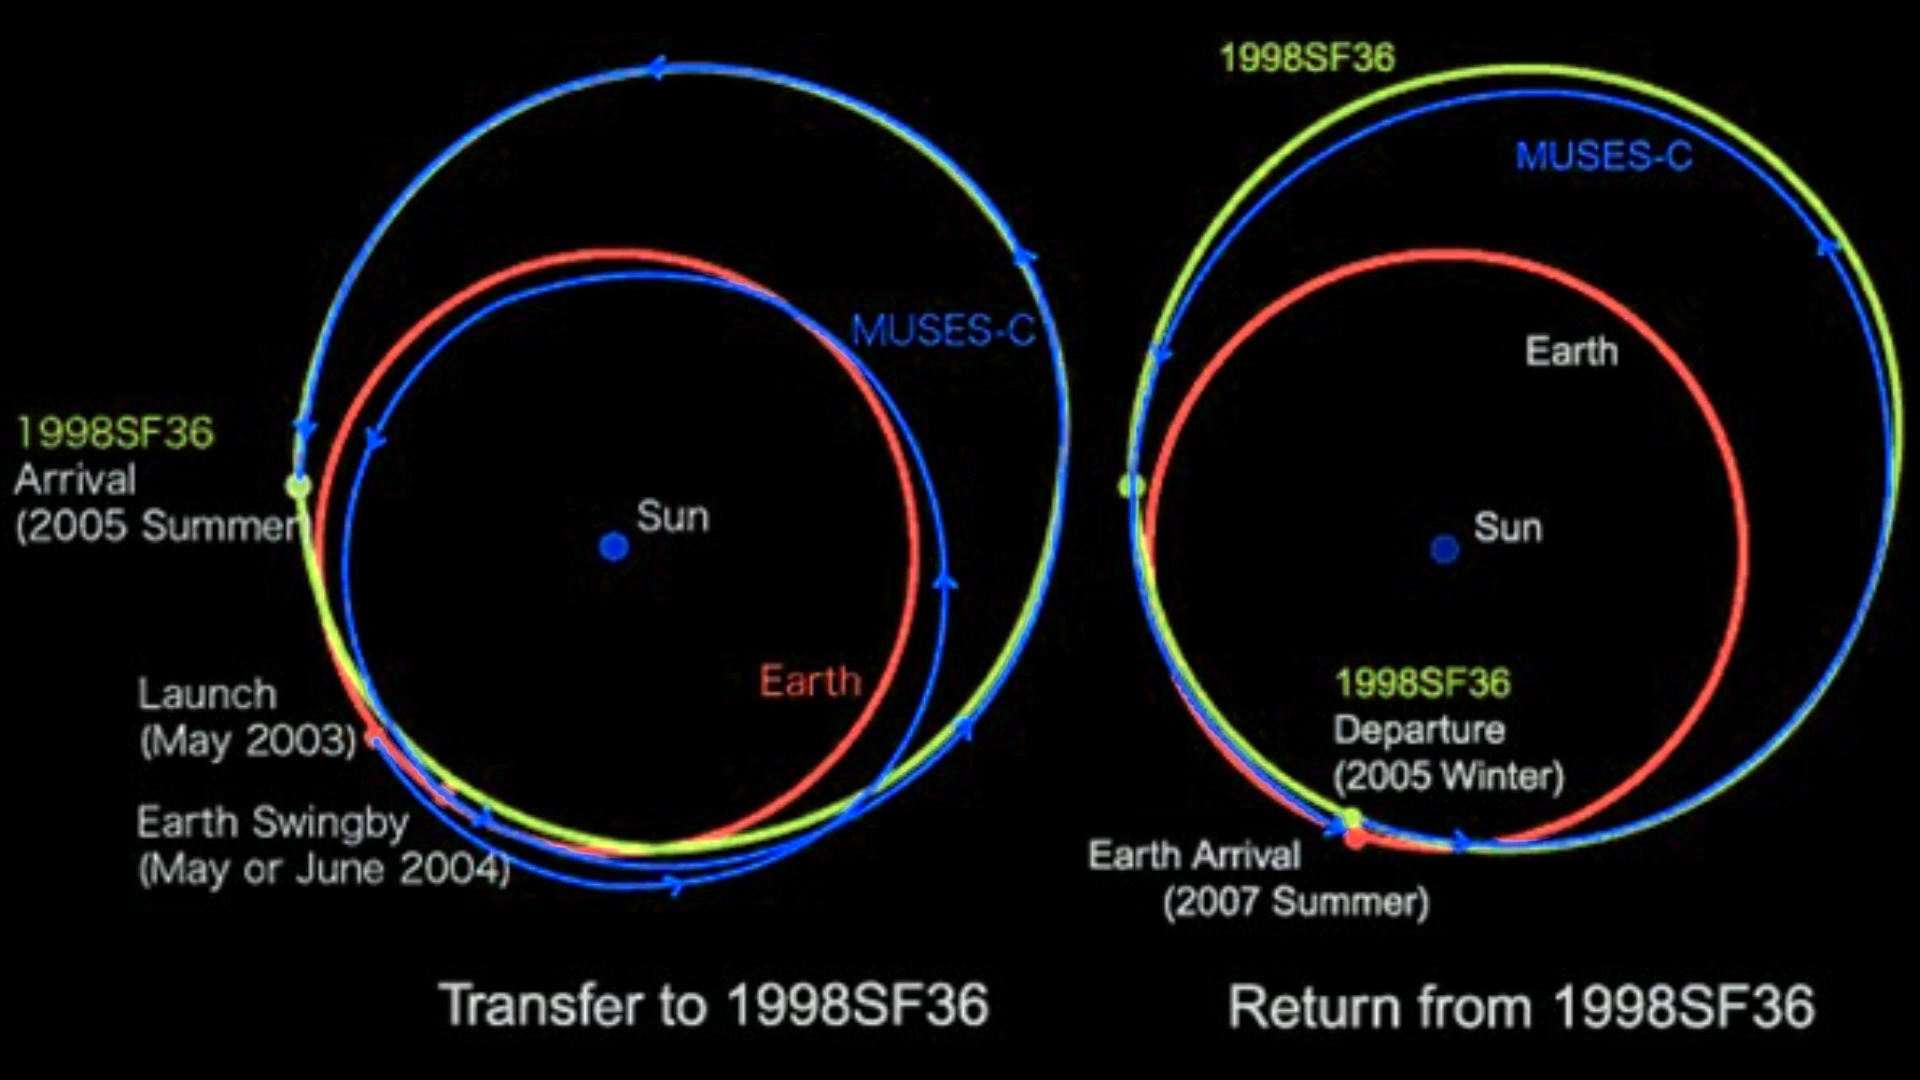 1998SF36
MUSES-C
MUSES-C
Earth
1998SF36
Arrival
(2005 Summer)
Sun
Sun
Earth
Launch
(May 2003)
1998SF36
Departure
(2005 Winter)
Earth Swingby
(May or June 2004)
Earth Arrival
(2007 Summer)
Transfer to 1998SF36
Return from 1998SF36